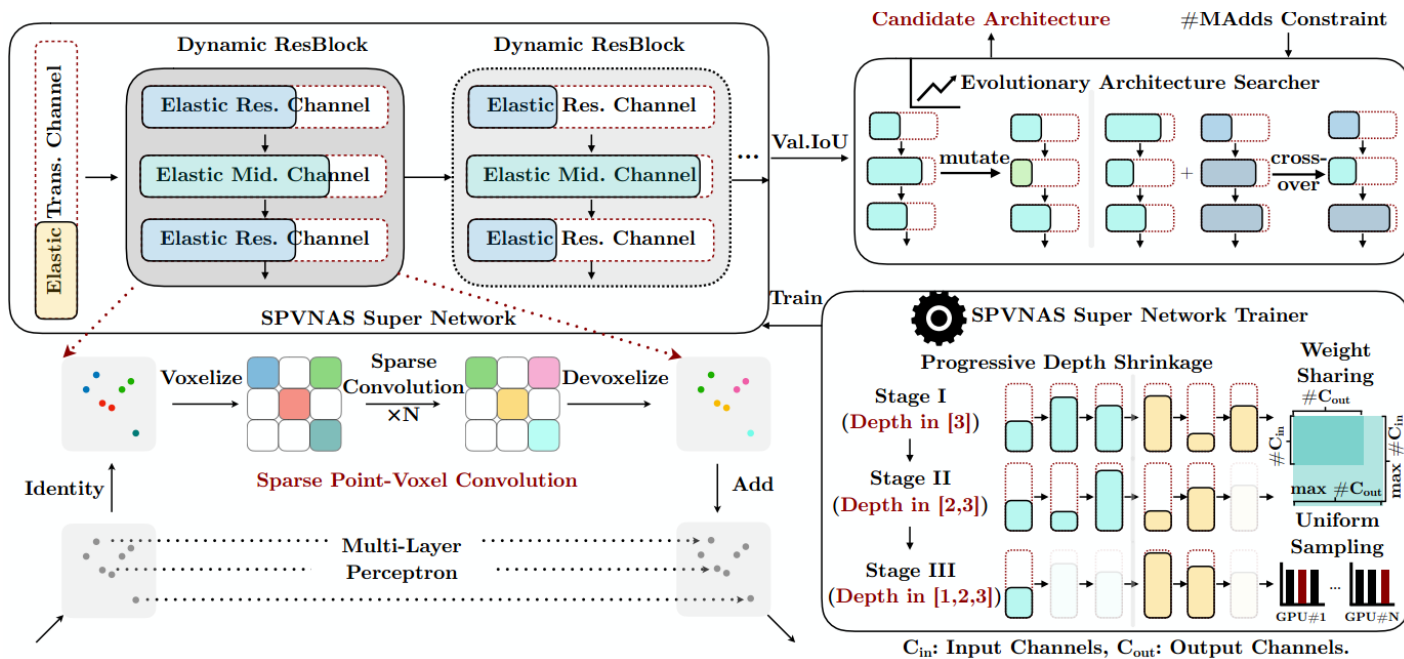 Candidate Architecture
#MAdds Constraint
Dynamic ResBlock
Dynamic ResBlock
Elastic Trans. Channel
Elastic Res. Channel
Elastic Mid. Channel
Elastic Res. Channel
Elastic Res. Channel
Elastic Mid. Channel
Elastic Res. Channel
...
SPVNAS Super Network
Val.IoU
Evolutionary Architecture Searcher
mutate
+
cross-
over
Train
SPVNAS Super Network Trainer
Progressive Depth Shrinkage
Stage I
(Depth in [3])
Stage II
(Depth in [2,3])
Stage III
(Depth in [1,2,3])
Weight
Sharing
#Cout
#Cin
max #Cin
max #Cout
Uniform
Sampling
...
GPU#1
GPU#N
Voxelize
Sparse
Convolution
×N
Devoxelize
Sparse Point-Voxel Convolution
Identity
Add
Multi-Layer
Perceptron
Cin: Input Channels, Cout: Output Channels.